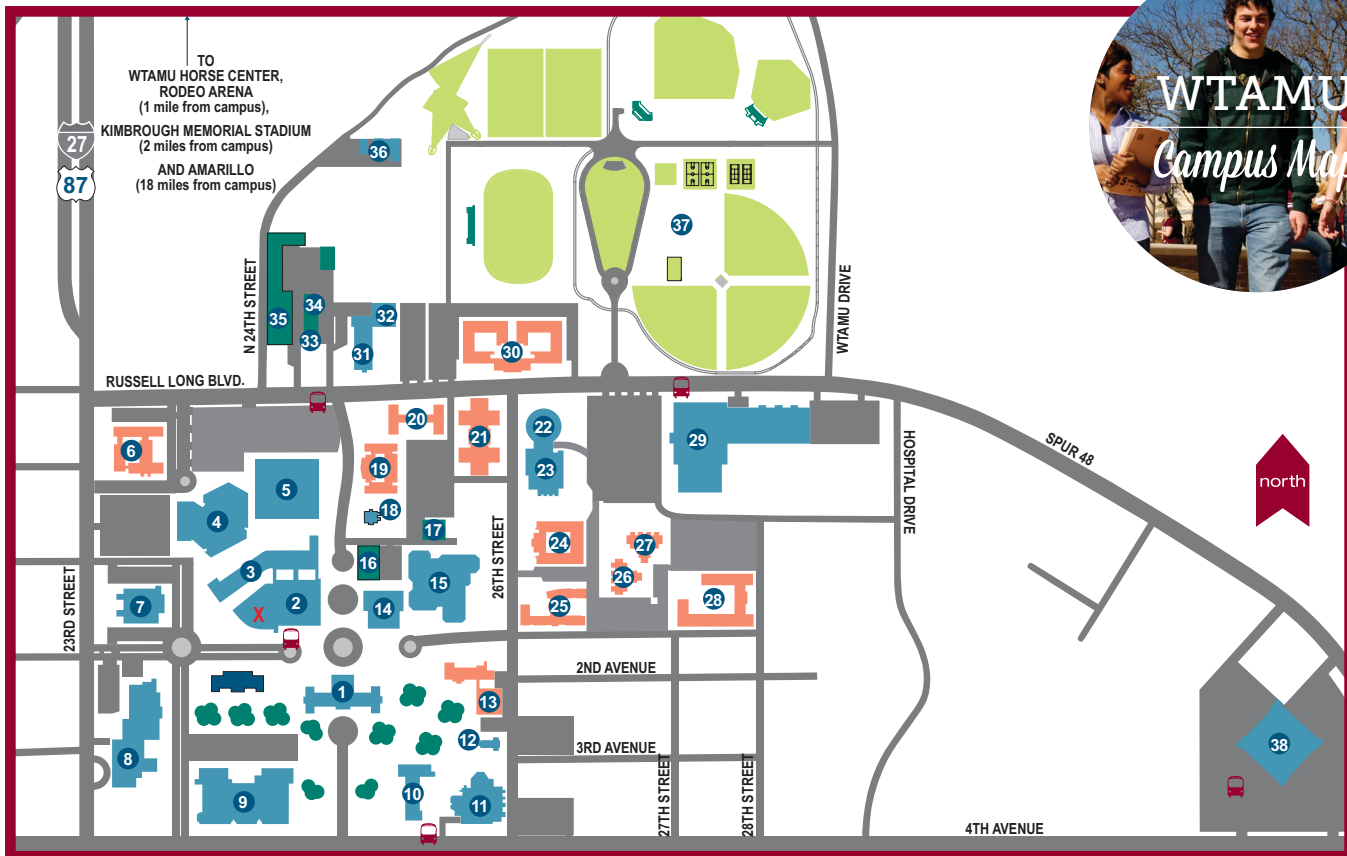 TO
WTAMU HORSE CENTER,
RODEO ARENA
(1 mile from campus),
KIMBROUGH MEMORIAL STADIUM
(2 miles from campus)
AND AMARILLO
(18 miles from campus)
27
87
WTAMU
Campus Map
36
37
N 24TH STREET
WTAMU DRIVE
35
34
33
32
31
30
RUSSELL LONG BLVD.
6
20
21
22
23
29
19
5
4
18
17
HOSPITAL DRIVE
SPUR 48
north
16
15
24
27
3
26TH STREET
26
23RD STREET
7
2
X
14
25
28
2ND AVENUE
1
13
12
3RD AVENUE
8
38
9
10
11
27TH STREET
28TH STREET
4TH AVENUE